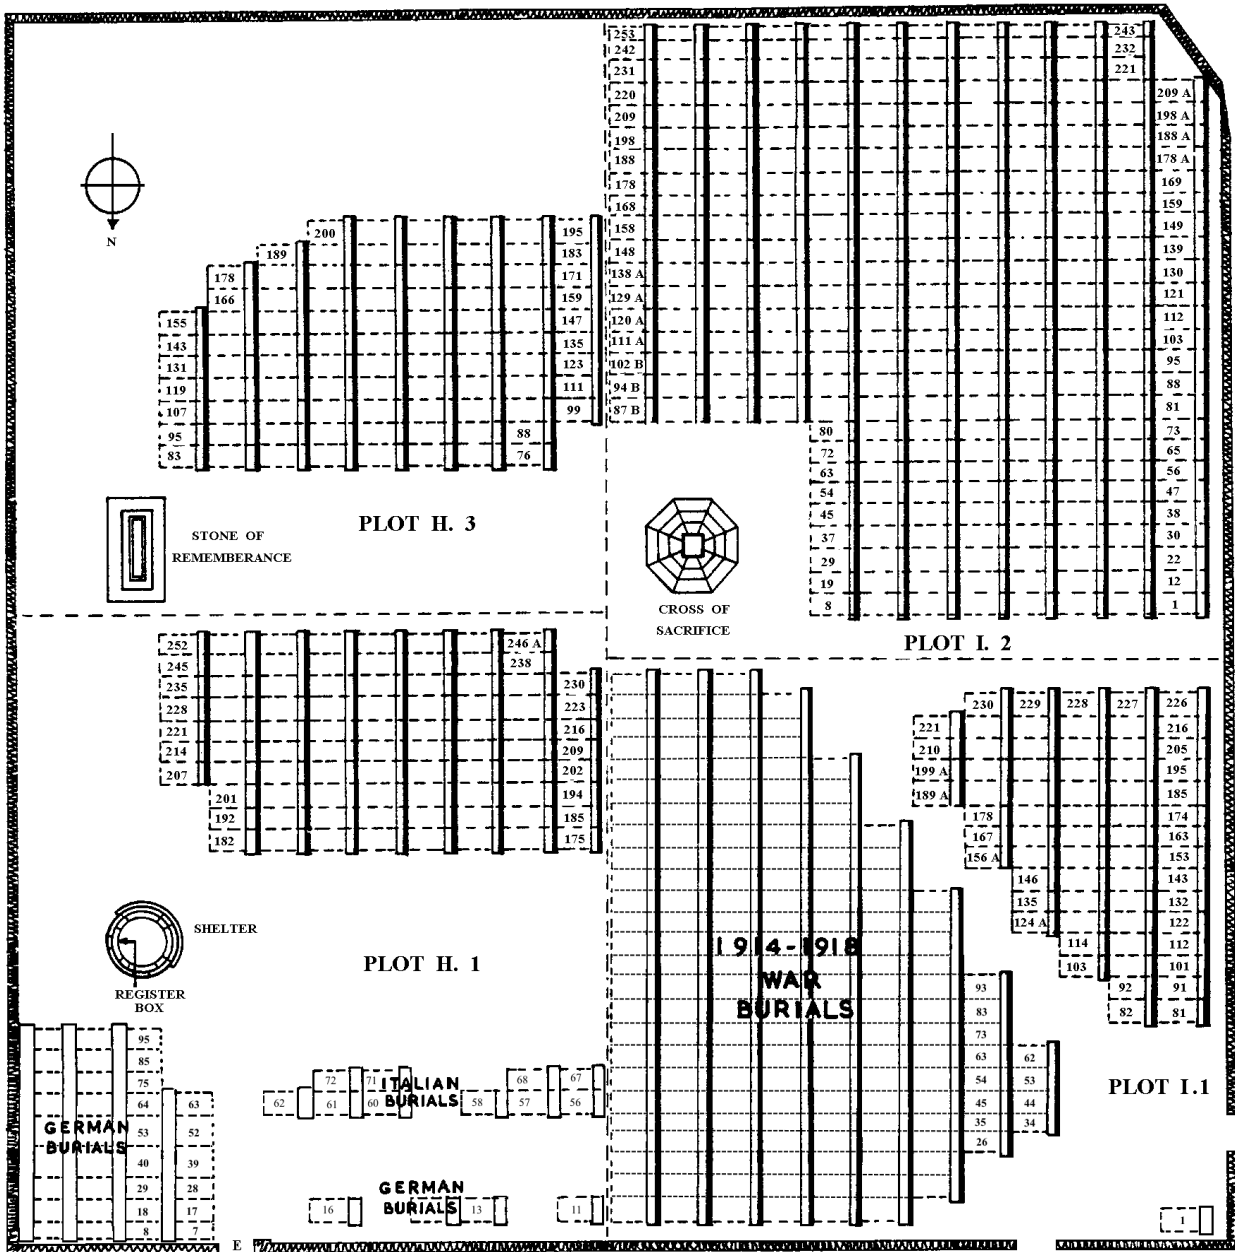 N
200
189
178
166
155
143
131
119
107
95
83
195
183
171
159
147
135
123
111
99
88
76
STONE OF
REMEMBERANCE
PLOT H. 3
253
242
231
220
209
198
188
178
168
158
148
138 A
129 A
120 A
111 A
102 B
94 B
87 B
80
72
63
54
45
37
29
19
8
243
232
221
209 A
198 A
188 A
178 A
169
159
149
139
130
121
112
103
95
88
81
73
65
56
47
38
30
22
12
1
CROSS OF
SACRIFICE
PLOT I. 2
252
245
235
228
221
214
207
201
192
182
246 A
238
230
223
216
209
202
194
185
175
SHELTER
REGISTER
BOX
PLOT H. 1
95
85
75
64 63
53 52
40 39
29 28
18 17
8 7
GERMAN
BURIALS
72 71
62 61 60
ITALIAN
BURIALS
68 67
58 57 56
GERMAN
BURIALS
16
13
11
E
1914-1918
WAR
BURIALS
230 229 228 227 226
221 216
210 205
199 A 195
189 A 185
178 174
167 163
156 A 153
146 143
135 132
124 A 122
114 112
103 101
92 91
82 81
93
83
73
63 62
54 53
45 44
35 34
26
PLOT I.1
1